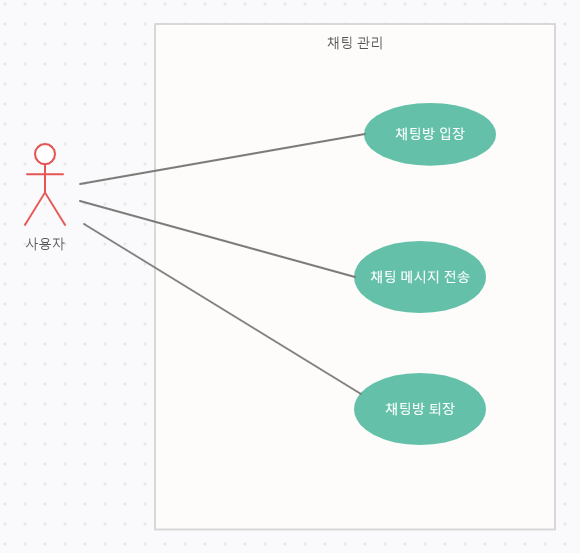 채팅 관리
채팅방 입장
사용자
채팅 메시지 전송
채팅방 퇴장